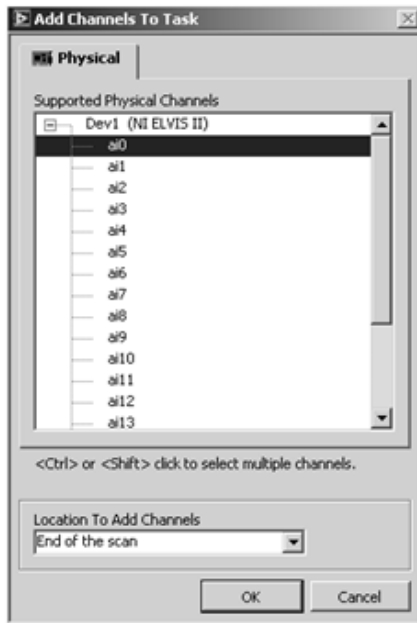 Add Channels To Task
Physical
Supported Physical Channels
Dev1 (NI ELVIS II)
ai0
ai1
ai2
ai3
ai4
ai5
ai6
ai7
ai8
ai9
ai10
ai11
ai12
ai13
<Ctrl> or <Shift> click to select multiple channels.
Location To Add Channels
End of the scan
OK Cancel